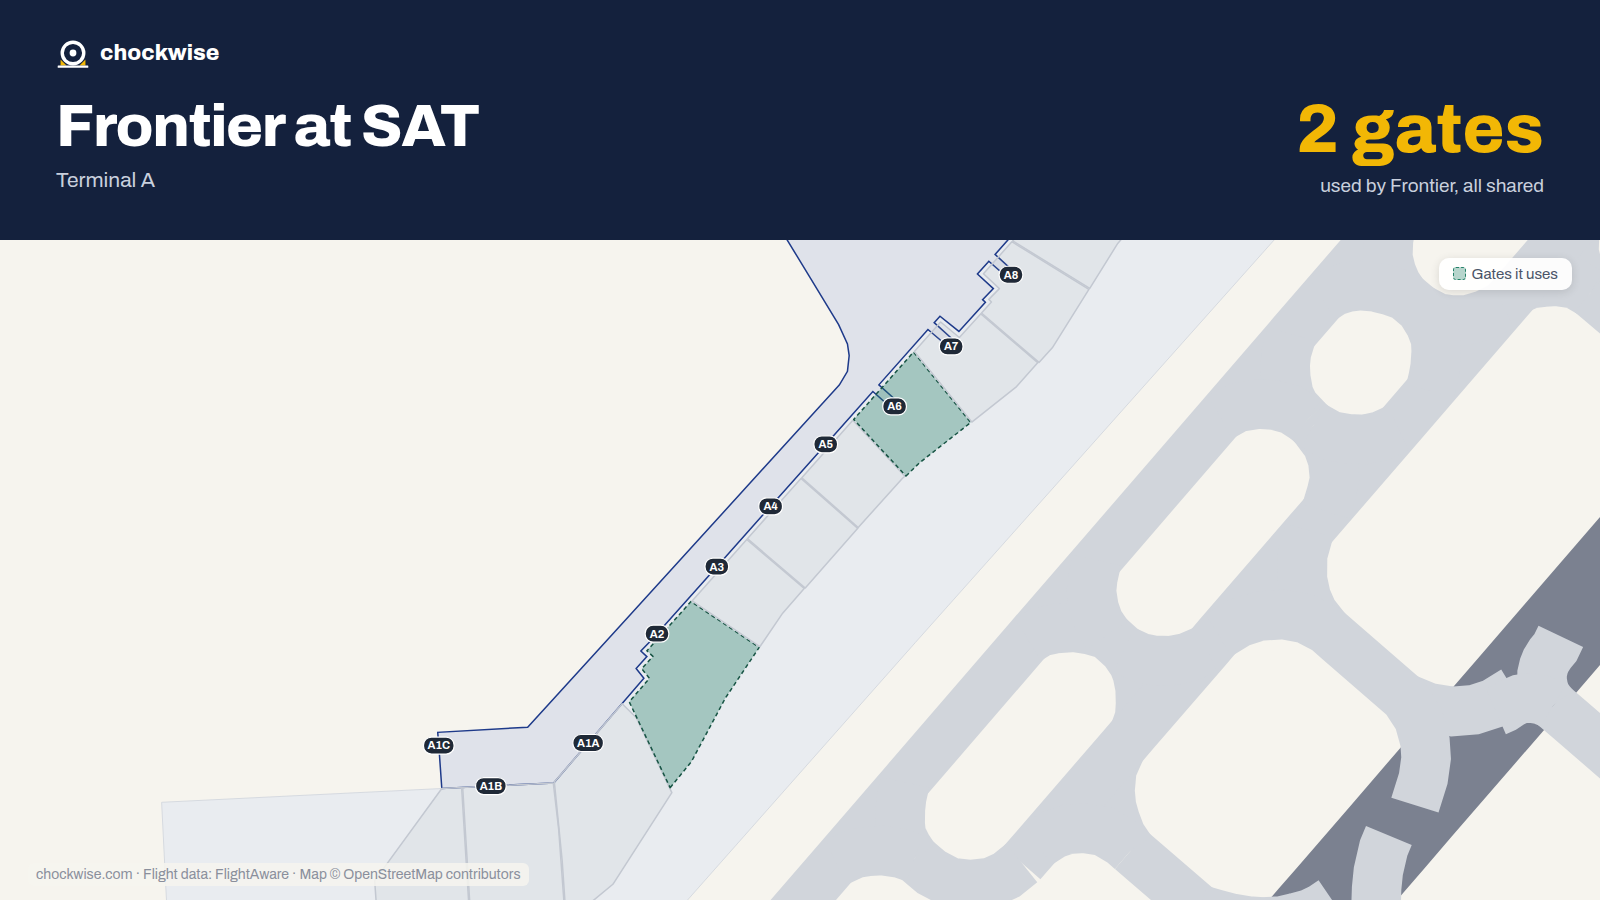 chockwise
Frontier at SAT
Terminal A
2 gates
used by Frontier, all shared
Gates it uses
A8
A7
A6
A5
A4
A3
A2
A1A
A1C
A1B
chockwise.com · Flight data: FlightAware · Map © OpenStreetMap contributors